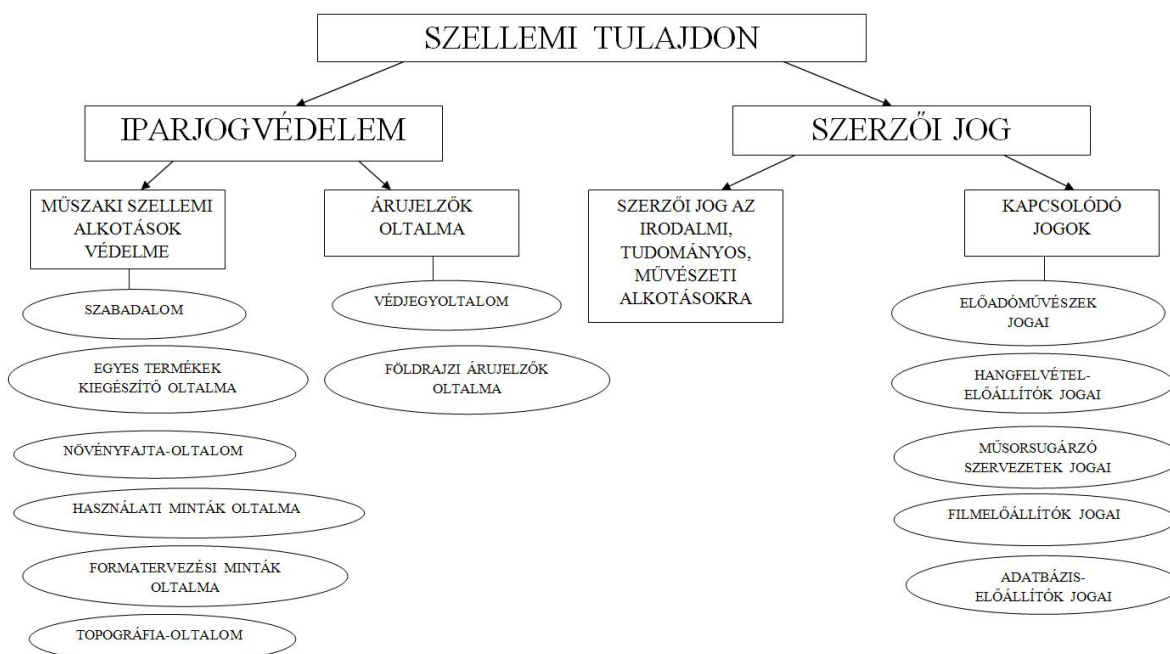 SZELLEMI TULAJDON
IPARJOGVÉDELEM
SZERZŐI JOG
MŰSZAKI SZELLEMI
ALKOTÁSOK
VÉDELME
ÁRUJELZŐK
OLTALMA
SZERZŐI JOG AZ
IRODALMI,
TUDOMÁNYOS,
MŰVÉSZETI
ALKOTÁSOKRA
KAPCSOLÓDÓ
JOGOK
SZABADALOM
EGYES TERMÉKEK
KIEGÉSZÍTŐ OLTALMA
NÖVÉNYFAJTA-OLTALOM
HASZNÁLATI MINTÁK OLTALMA
FORMATERVEZÉSI MINTÁK
OLTALMA
TOPOGRÁFIA-OLTALOM
VÉDJEGYOLTALOM
FÖLDRAJZI ÁRUJELZŐK
OLTALMA
ELŐADÓMŰVÉSZEK
JOGAI
HANGFELVÉTEL-
ELŐÁLLÍTÓK JOGAI
MŰSORSUGÁRZÓ
SZERVEZETEK JOGAI
FILMELŐÁLLÍTÓK JOGAI
ADATBÁZIS-
ELŐÁLLÍTÓK JOGAI